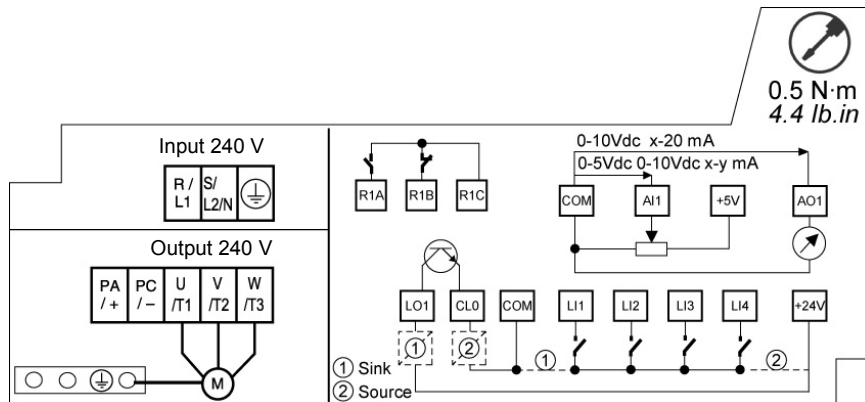 0.5 N·m
4.4 lb.in
Input 240 V
R / L1
S/ L2/N
Output 240 V
PA / +
PC / −
U /T1
V /T2
W /T3
M
R1A
R1B
R1C
0-10Vdc x-20 mA
0-5Vdc 0-10Vdc x-y mA
COM
AI1
+5V
AO1
LO1
CL0
COM
LI1
LI2
LI3
LI4
+24V
1
2
1
2
① Sink
② Source